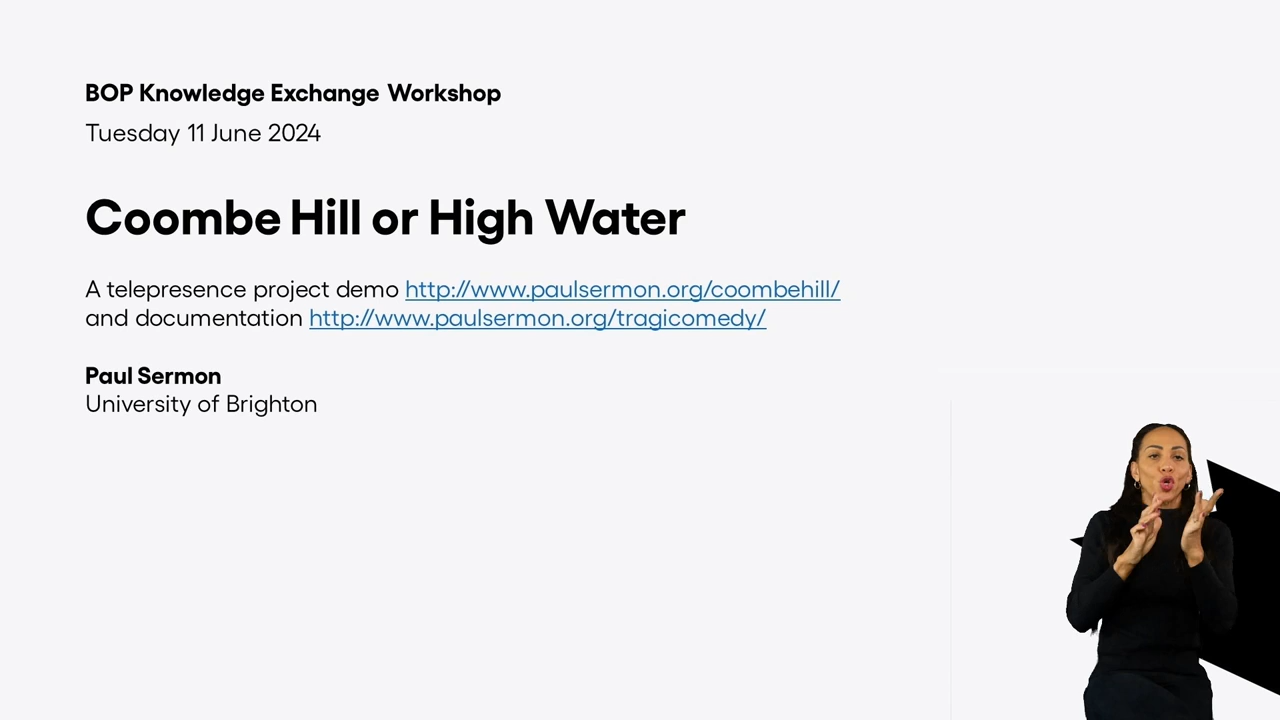 BOP Knowledge Exchange Workshop
Tuesday 11 June 2024
Coombe Hill or High Water
A telepresence project demo http://www.paulsermon.org/coombehill/
and documentation http://www.paulsermon.org/tragicomedy/
Paul Sermon
University of Brighton